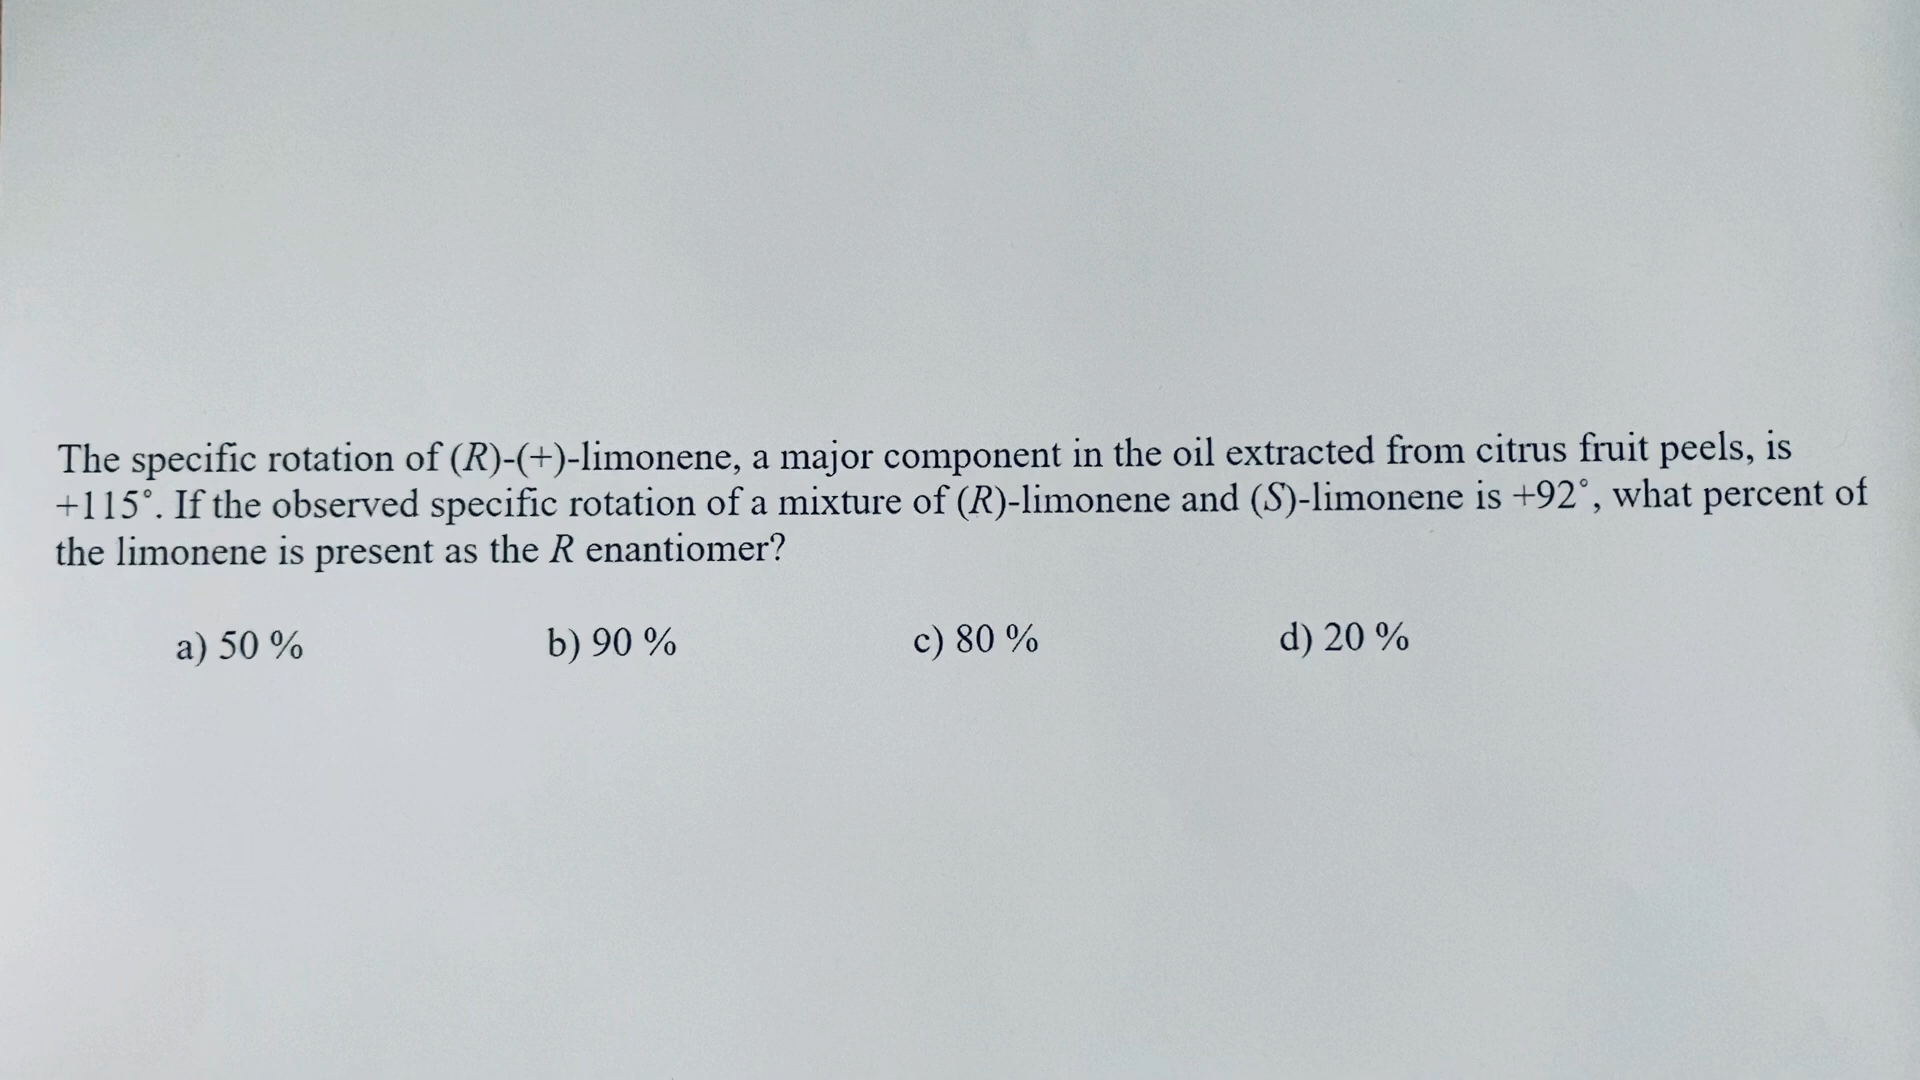 The specific rotation of (R)-(+)-limonene, a major component in the oil extracted from citrus fruit peels, is
+115°. If the observed specific rotation of a mixture of (R)-limonene and (S)-limonene is +92°, what percent of
the limonene is present as the R enantiomer?
a) 50 % b) 90 % c) 80 % d) 20 %